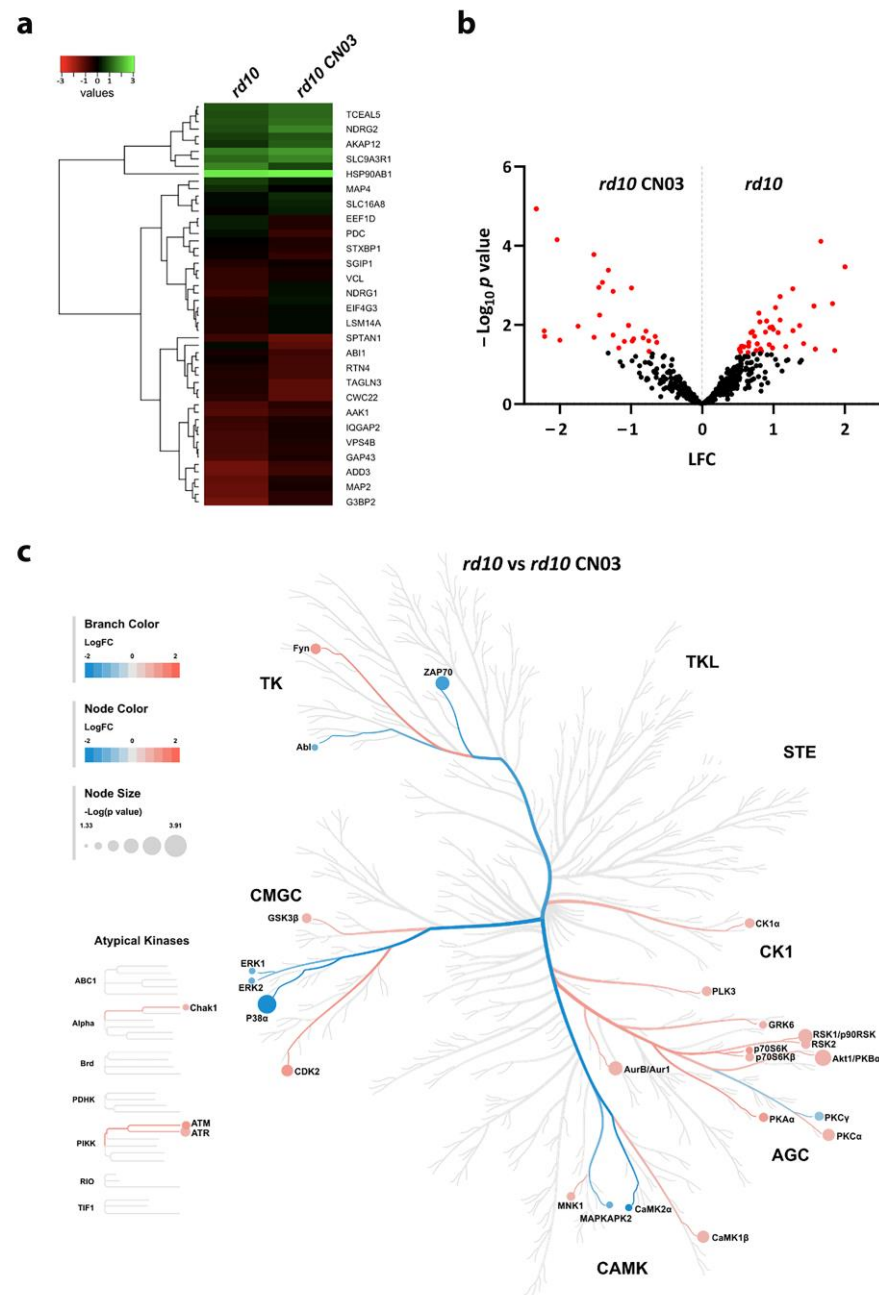 a
-3 -1 0 1 3
values
rd10
rd10 CN03
TCEAL5
NDRG2
AKAP12
SLC9A3R1
HSP90AB1
MAP4
SLC16A8
EEF1D
PDC
STXBP1
SGIP1
VCL
NDRG1
EIF4G3
LSM14A
SPTAN1
ABI1
RTN4
TAGLN3
CWC22
AAK1
IQGAP2
VPS4B
GAP43
ADD3
MAP2
G3BP2
b
rd10 CN03
rd10
− Log10 p value
6
4
2
0
−2 −1 0 1 2
LFC
c
rd10 vs rd10 CN03
Branch Color
LogFC
-2 0 2
Node Color
LogFC
-2 0 2
Node Size
-Log(p value)
1.33 3.91
Atypical Kinases
ABC1
Alpha
Chak1
Brd
PDHK
PIKK
ATM
ATR
RIO
TIF1
TK
Fyn
ZAP70
Abl
TKL
STE
CMGC
GSK3β
ERK1
ERK2
P38α
CDK2
CK1α
CK1
PLK3
GRK6
RSK1/p90RSK
RSK2
p70S6K
p70S6Kβ
Akt1/PKBα
AurB/Aur1
PKAα
PKCγ
PKCα
AGC
MNK1
MAPKAPK2
CaMK2α
CaMK1β
CAMK